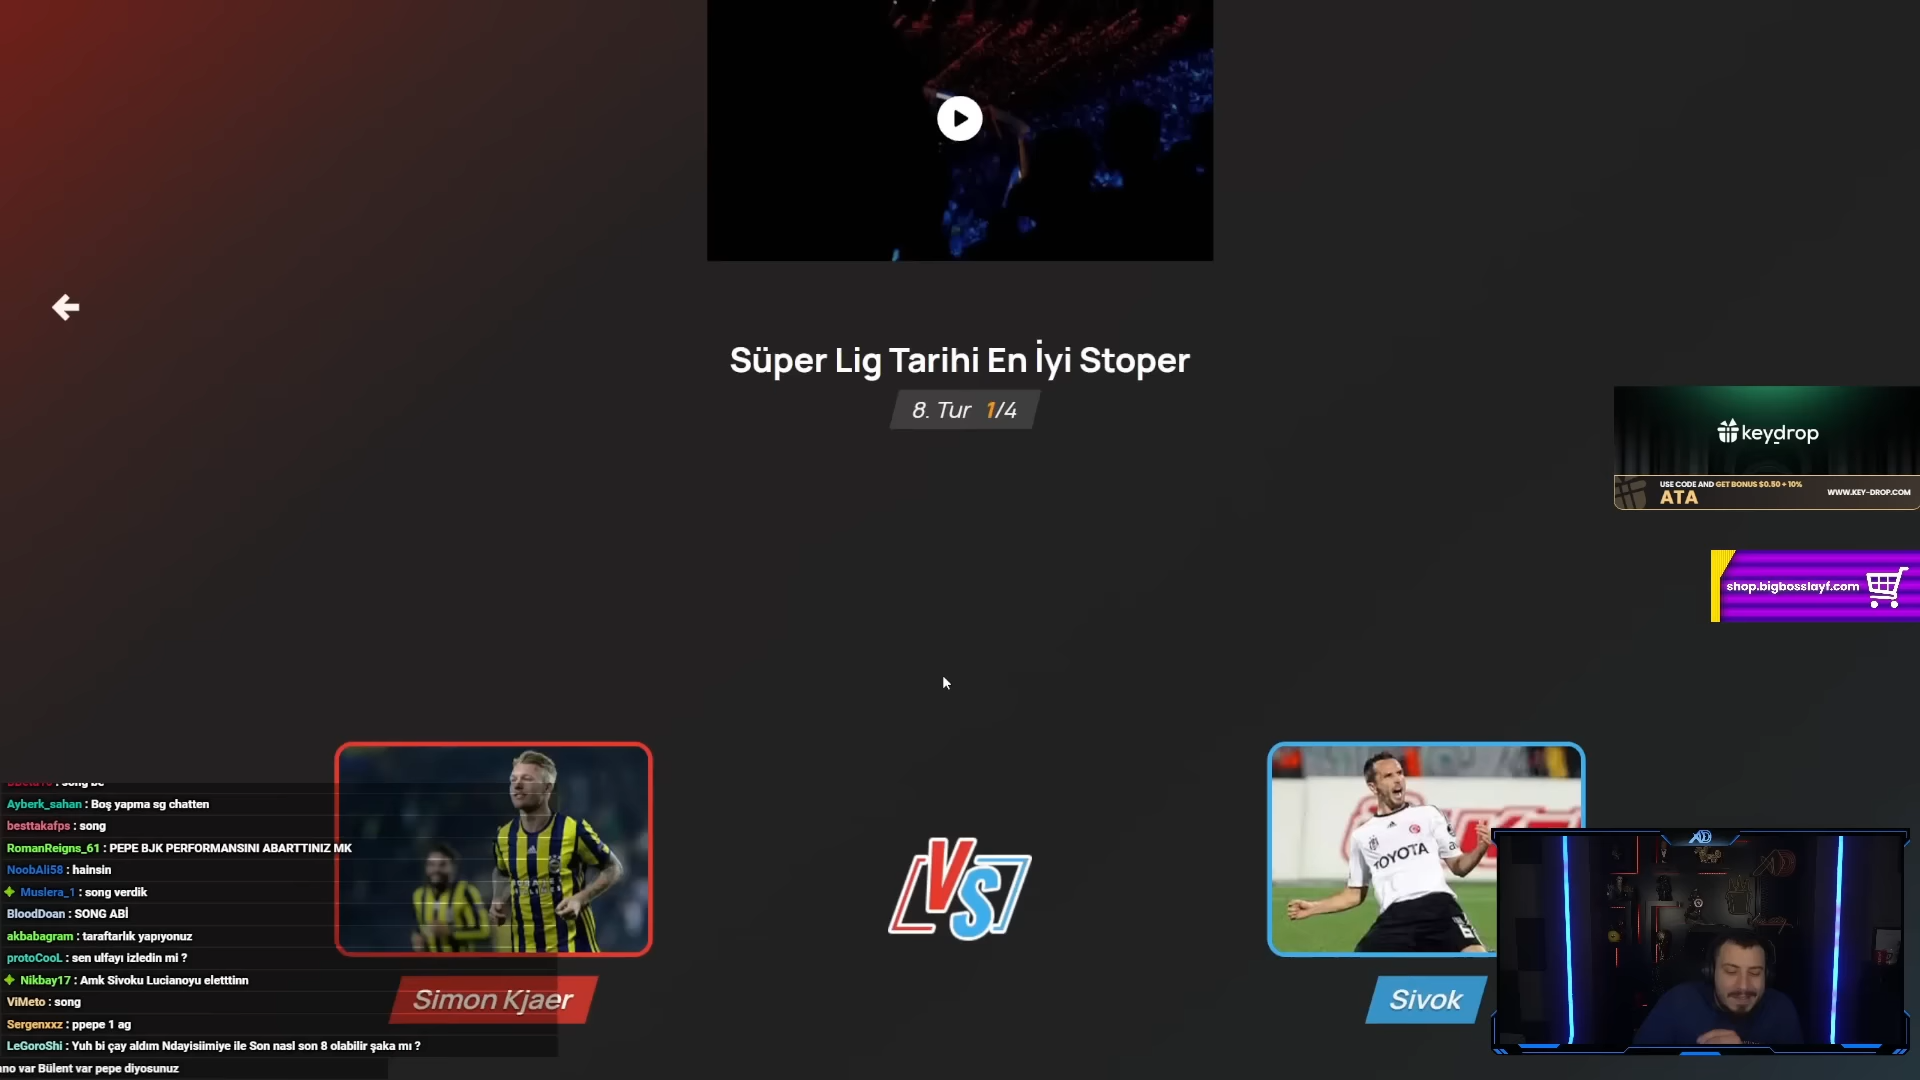 Süper Lig Tarihi En İyi Stoper
8. Tur 1/4
keydrop
USE CODE AND GET BONUS $0.50 + 10%
ATA
WWW.KEY-DROP.COM
shop.bigbosslayf.com
TOYOTA
VS
Simon Kjaer
Sivok
: song be
Ayberk_sahan : Boş yapma sg chatten
besttakafps : song
RomanReigns_61 : PEPE BJK PERFORMANSINI ABARTTINIZ MK
NoobAli58 : hainsin
Muslera_1 : song verdik
BloodDoan : SONG ABİ
akbabagram : taraftarlık yapıyonuz
protoCooL : sen ulfayı izledin mi ?
Nikbay17 : Amk Sivoku Lucianoyu eletttinn
ViMeto : song
Sergenxxz : ppepe 1 ag
LeGoroShi : Yuh bi çay aldım Ndayisiimiye ile Son nasl son 8 olabilir şaka mı ?
no var Bülent var pepe diyosunuz